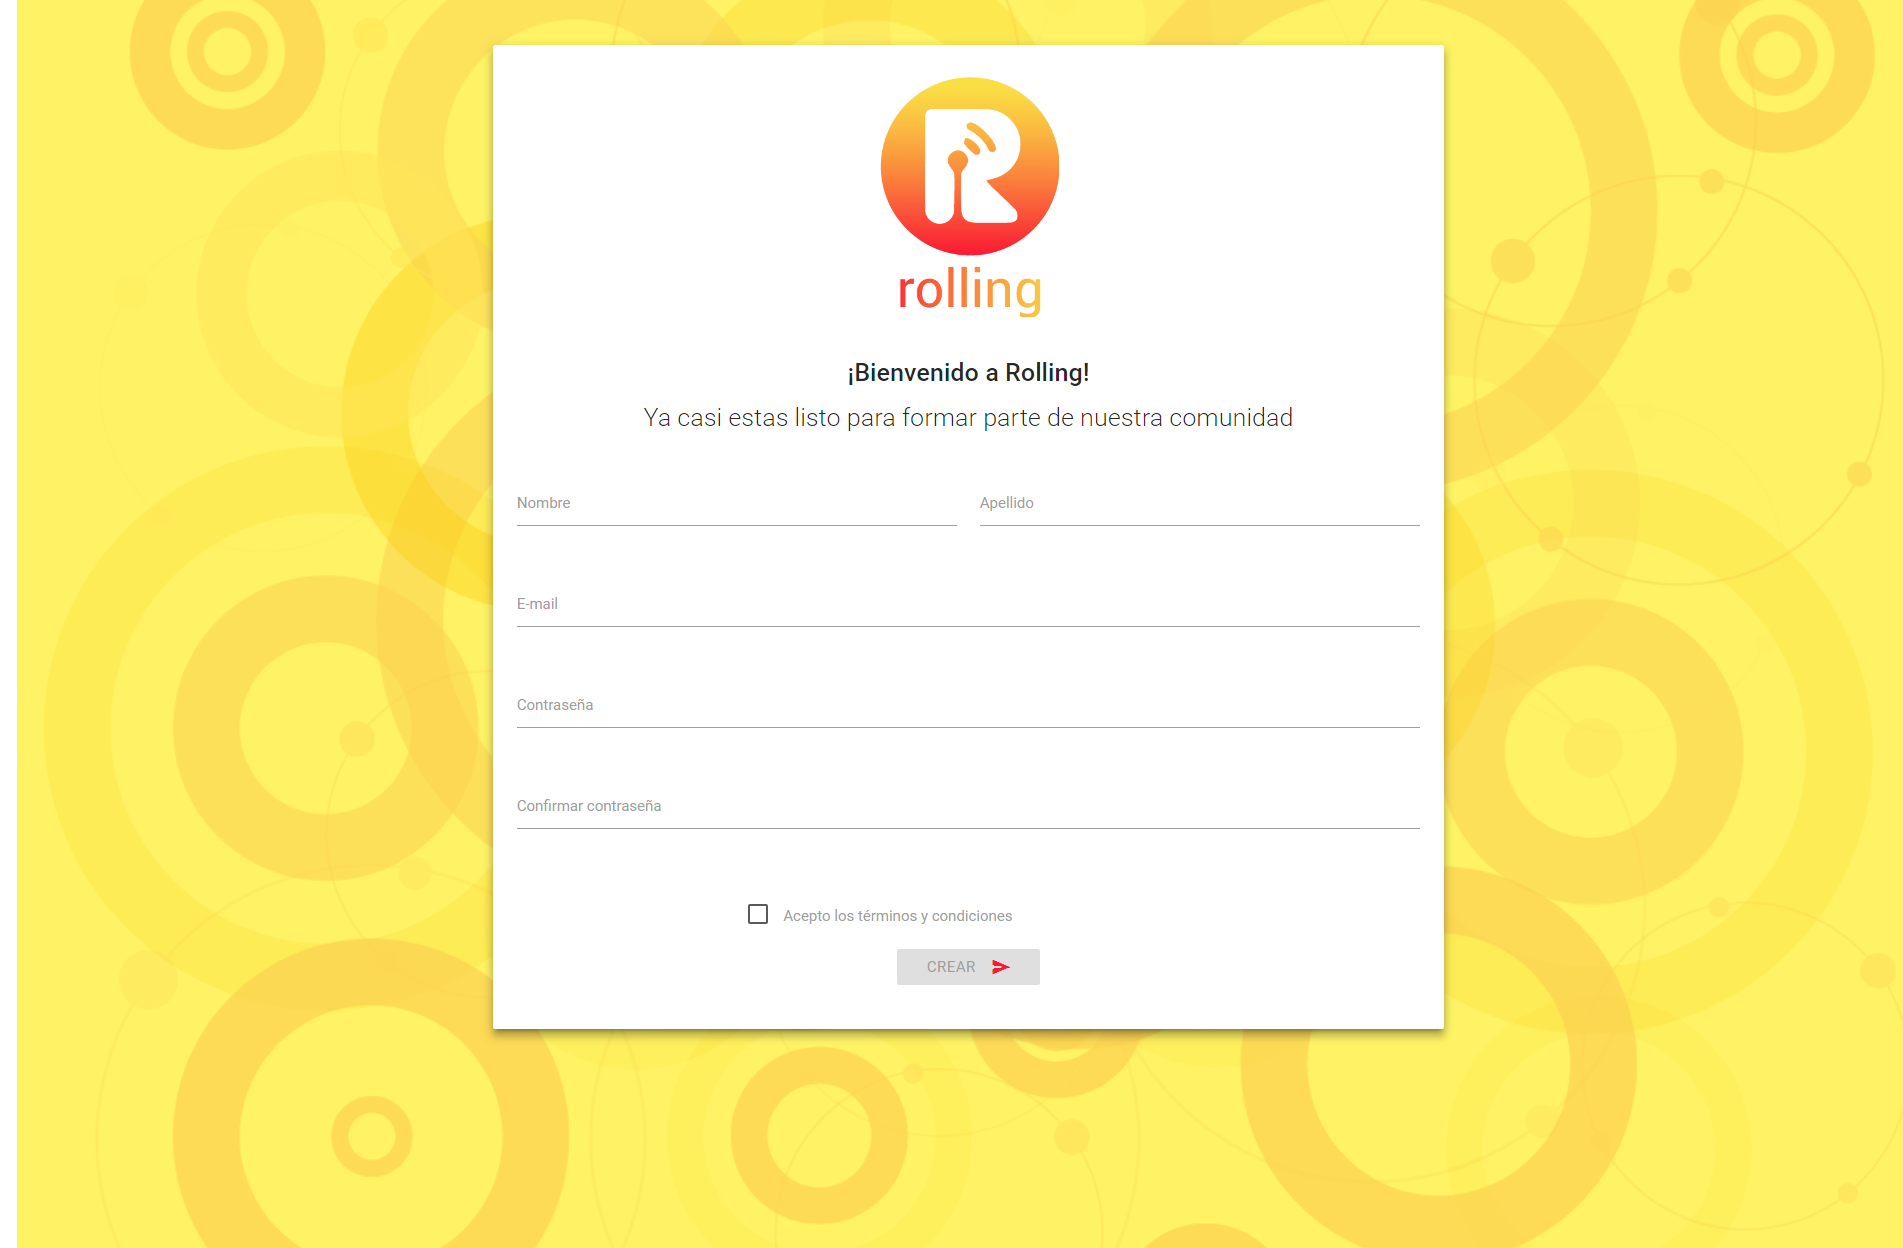 R
rolling
¡Bienvenido a Rolling!
Ya casi estas listo para formar parte de nuestra comunidad
Nombre Apellido
E-mail
Contraseña
Confirmar contraseña
Acepto los términos y condiciones
CREAR